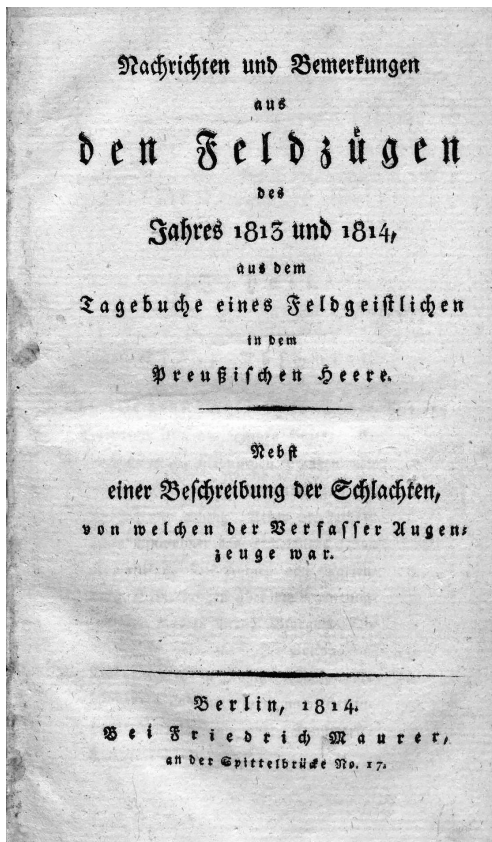 Nachrichten und Bemerkungen
aus
den Feldzügen
des
Jahres 1813 und 1814,
aus dem
Tagebuche eines Feldgeistlichen
in dem
Preußischen Heere.
Nebst
einer Beschreibung der Schlachten,
von welchen der Verfasser Augen⸗
zeuge war.
Berlin, 1814.
Bei Friedrich Maurer,
an der Spittelbrücke No. 17.